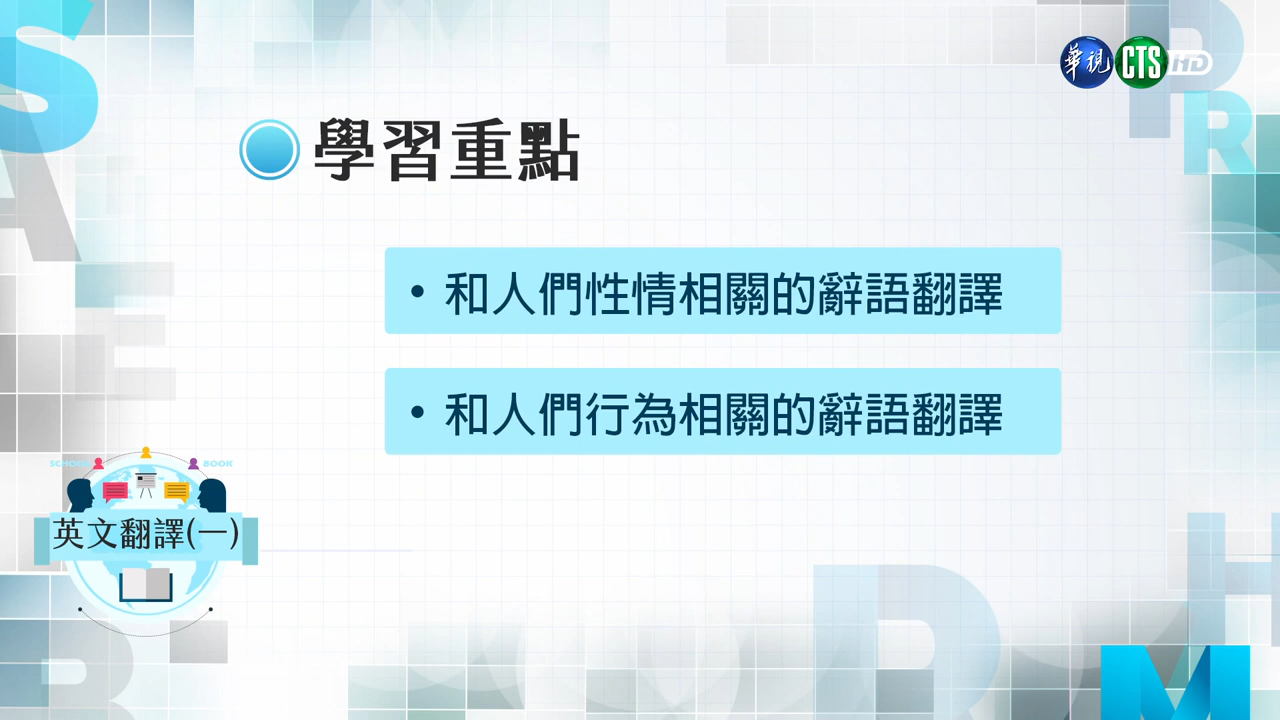 華視 CTS HD
學習重點
• 和人們性情相關的辭語翻譯
• 和人們行為相關的辭語翻譯
SCHOOL BOOK
英文翻譯(一)
S
A
E
B
R
R
R
H
M